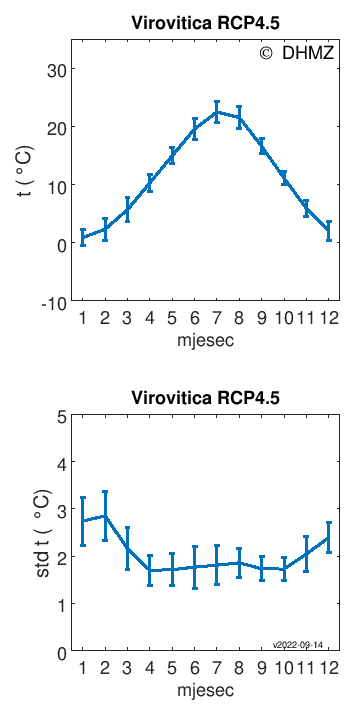 Virovitica RCP4.5
© DHMZ
30
20
10
0
-10
t ( °C)
1 2 3 4 5 6 7 8 9 10 11 12
mjesec
Virovitica RCP4.5
5
4
3
2
1
0
std t ( °C)
v2022-09-14
1 2 3 4 5 6 7 8 9 10 11 12
mjesec